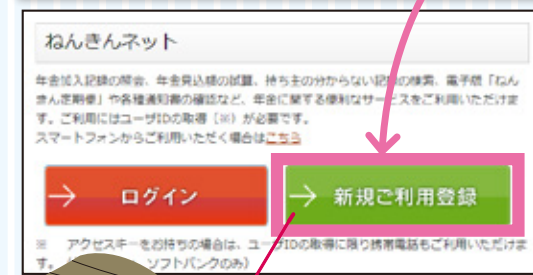 ねんきんネット
年金加入記録の照会、年金見込額の試算、持ち主の分からない記録の検索、電子版「ねん
きん定期便」や各種通知書の確認など、年金に関する便利なサービスをご利用いただけま
す。ご利用にはユーザIDの取得（※）が必要です。
スマートフォンからご利用いただく場合はこちら
→ ログイン
→ 新規ご利用登録
※ アクセスキーをお持ちの場合は、ユーザIDの取得に限り携帯電話もご利用いただけま
す。 ソフトバンクのみ）